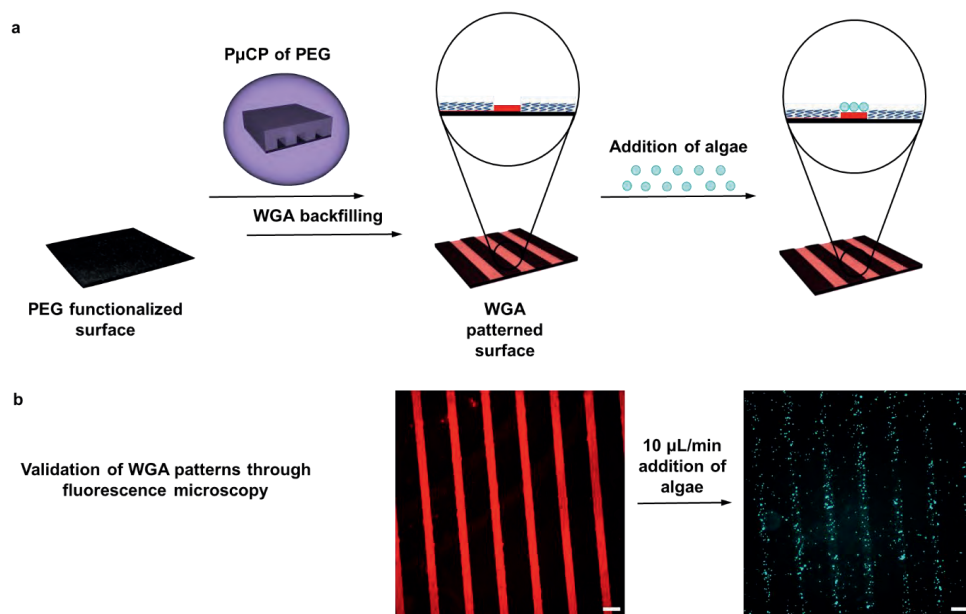 a
PµCP of PEG
WGA backfilling
Addition of algae
PEG functionalized
surface
WGA
patterned
surface
b
Validation of WGA patterns through
fluorescence microscopy
10 µL/min
addition of
algae